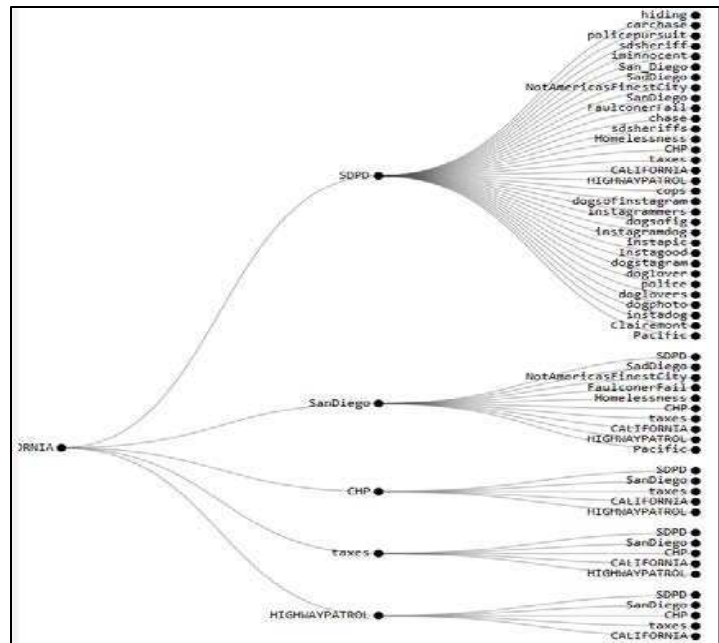 hiding
carchase
policepursuit
sdsheriff
iminnocent
San_Diego
SadDiego
NotAmericasFinestCity
SanDiego
FaulconerFail
chase
sdsheriffs
Homelessness
CHP
taxes
CALIFORNIA
HIGHWAYPATROL
cops
dogsofinstagram
instagrammers
dogsofig
instagramdog
instapic
instagood
dogstagram
doglover
police
doglovers
dogphoto
instadog
Clairemont
Pacific
SDPD
SDPD
SadDiego
NotAmericasFinestCity
FaulconerFail
Homelessness
CHP
taxes
CALIFORNIA
HIGHWAYPATROL
Pacific
SanDiego
ORNIA
SDPD
SanDiego
taxes
CALIFORNIA
HIGHWAYPATROL
CHP
SDPD
SanDiego
CHP
CALIFORNIA
HIGHWAYPATROL
taxes
SDPD
SanDiego
CHP
taxes
CALIFORNIA
HIGHWAYPATROL